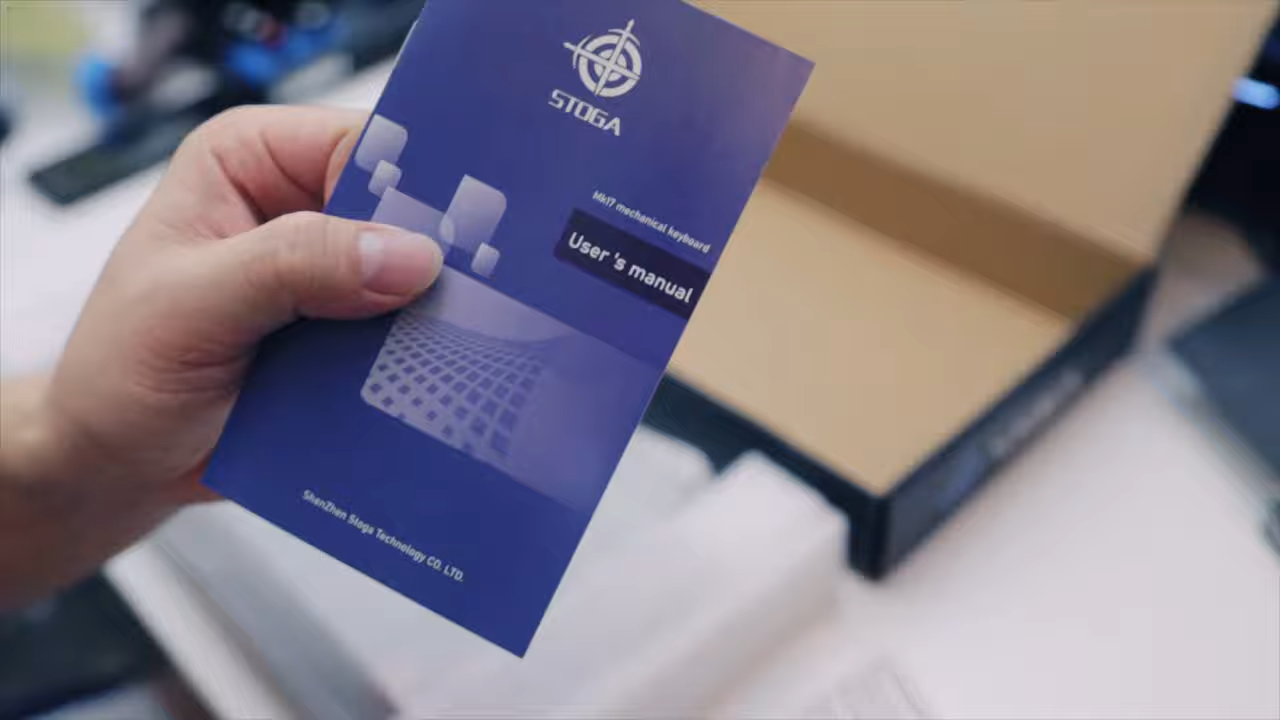 STOGA
MK17 mechanical keyboard
User 's manual
ShenZhen Stoga Technology CO. LTD.